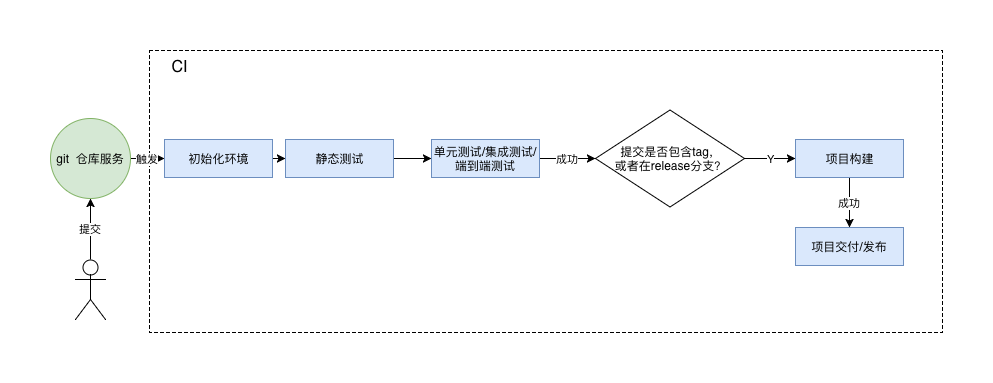 CI
git 仓库服务
触发
初始化环境
静态测试
单元测试/集成测试/
端到端测试
成功
提交是否包含tag，
或者在release分支?
Y
项目构建
成功
项目交付/发布
提交